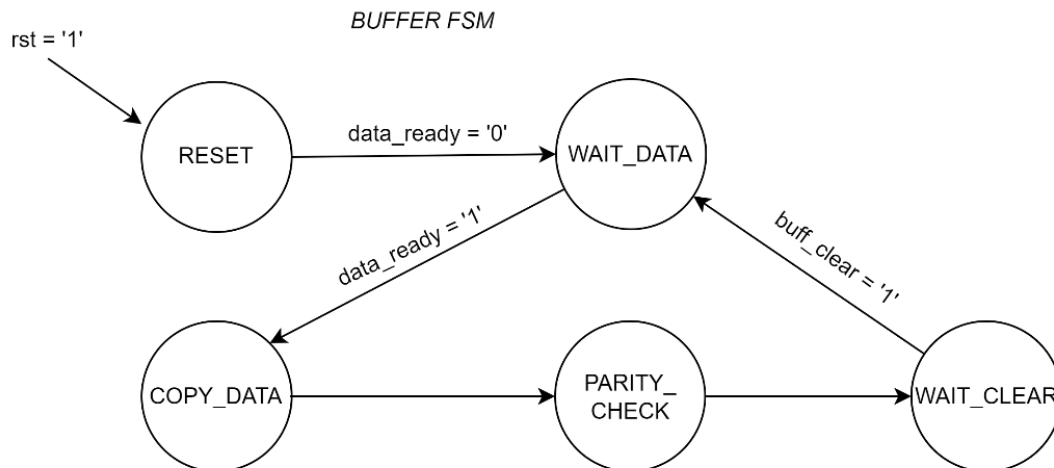 BUFFER FSM
rst = '1'
RESET
data_ready = '0'
WAIT_DATA
data_ready = '1'
buff_clear = '1'
COPY_DATA
PARITY_
CHECK
WAIT_CLEAR